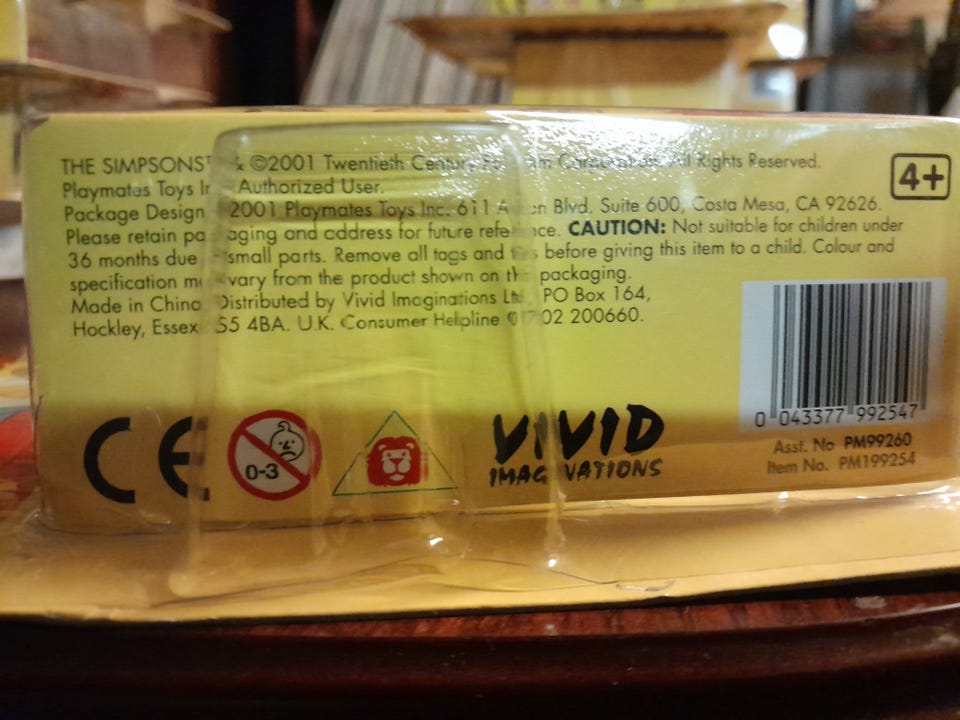 THE SIMPSONS & ©2001 Twentieth Century All Rights Reserved.
Playmates Toys Authorized User.
Package Design 2001 Playmates Toys Inc. 611 Blvd. Suite 600, Costa Mesa, CA 92626.
Please retain packaging and address for future reference. CAUTION: Not suitable for children under
36 months due small parts. Remove all tags and before giving this item to a child. Colour and
specification may vary from the product shown on the packaging.
Made in China Distributed by Vivid Imaginations Ltd, PO Box 164,
Hockley, Essex SS5 4BA. U.K. Consumer Helpline 01702 200660.
4+
CE
0-3
VIVID
IMAGINATIONS
0 043377 992547
Asst. No PM99260
Item No. PM199254